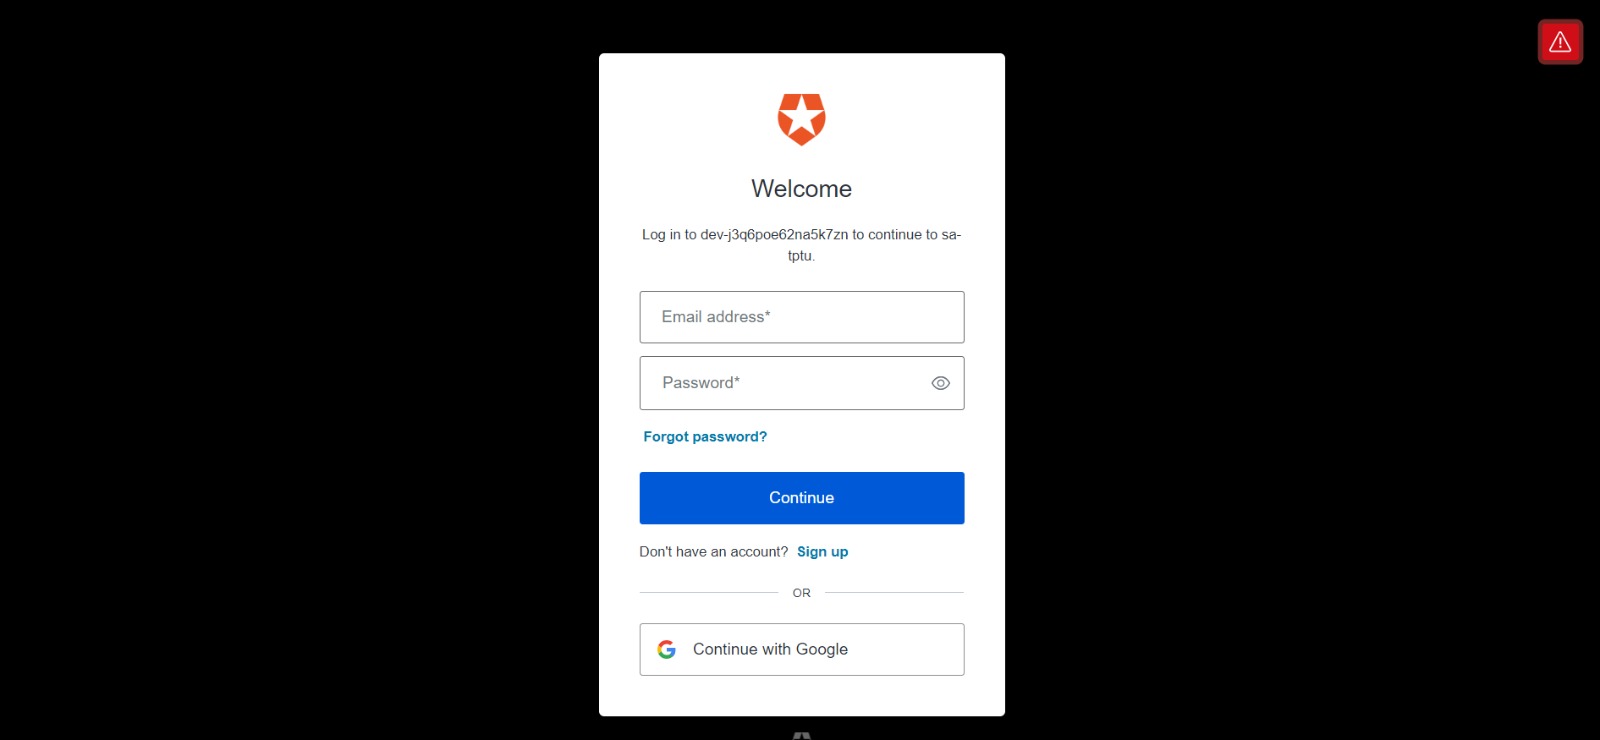 Welcome
Log in to dev-j3q6poe62na5k7zn to continue to sa-
tptu.
Email address*
Password*
Forgot password?
Continue
Don't have an account? Sign up
OR
Continue with Google